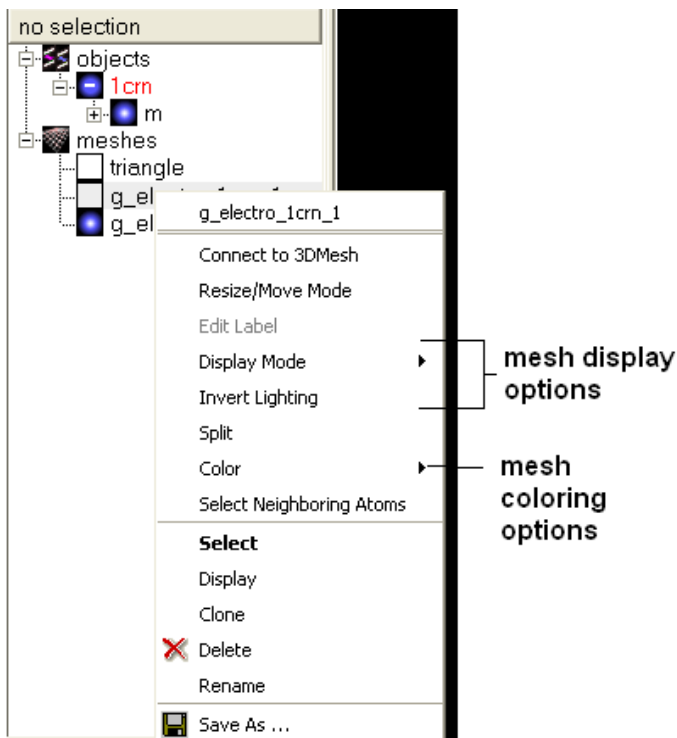 no selection
objects
1crn
m
meshes
triangle
g_el
g_el
g_electro_1crn_1
Connect to 3DMesh
Resize/Move Mode
Edit Label
Display Mode
Invert Lighting
Split
Color
Select Neighboring Atoms
Select
Display
Clone
Delete
Rename
Save As ...
mesh display
options
mesh
coloring
options